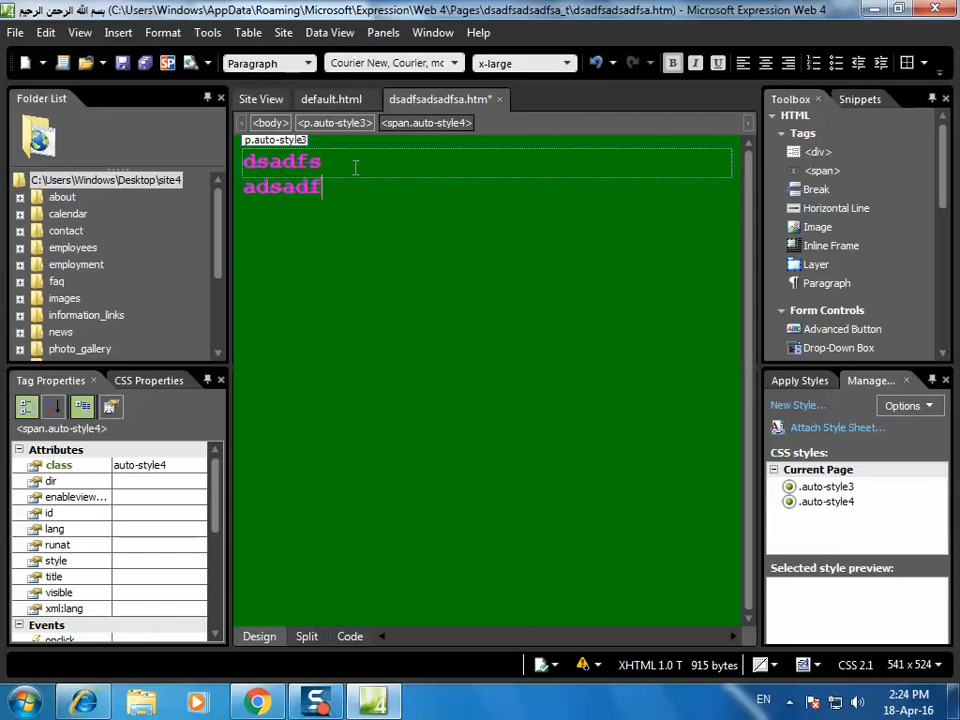 بسم الله الرحمن الرحيم (C:\Users\Windows\AppData\Roaming\Microsoft\Expression\Web 4\Pages\dsadfsadsadfsa_t\dsadfsadsadfsa.htm) - Microsoft Expression Web 4
File Edit View Insert Format Tools Table Site Data View Panels Window Help
Paragraph Courier New, Courier, mc x-large B I U
Folder List
Site View default.html dsadfsadsadfsa.htm*
<body> <p.auto-style3> <span.auto-style4>
p.auto-style3
dsadfs
adsadf
C:\Users\Windows\Desktop\site4
about
calendar
contact
employees
employment
faq
images
information_links
news
photo_gallery
Tag Properties CSS Properties
<span.auto-style4>
Attributes
class auto-style4
dir
enableview...
id
lang
runat
style
title
visible
xml:lang
Events
onclick
Toolbox Snippets
HTML
Tags
<div>
<span>
Break
Horizontal Line
Image
Inline Frame
Layer
Paragraph
Form Controls
Advanced Button
Drop-Down Box
Apply Styles Manage...
New Style... Options
Attach Style Sheet...
CSS styles:
Current Page
.auto-style3
.auto-style4
Selected style preview:
Design Split Code
XHTML 1.0 T 915 bytes CSS 2.1 541 x 524
EN 2:24 PM
18-Apr-16